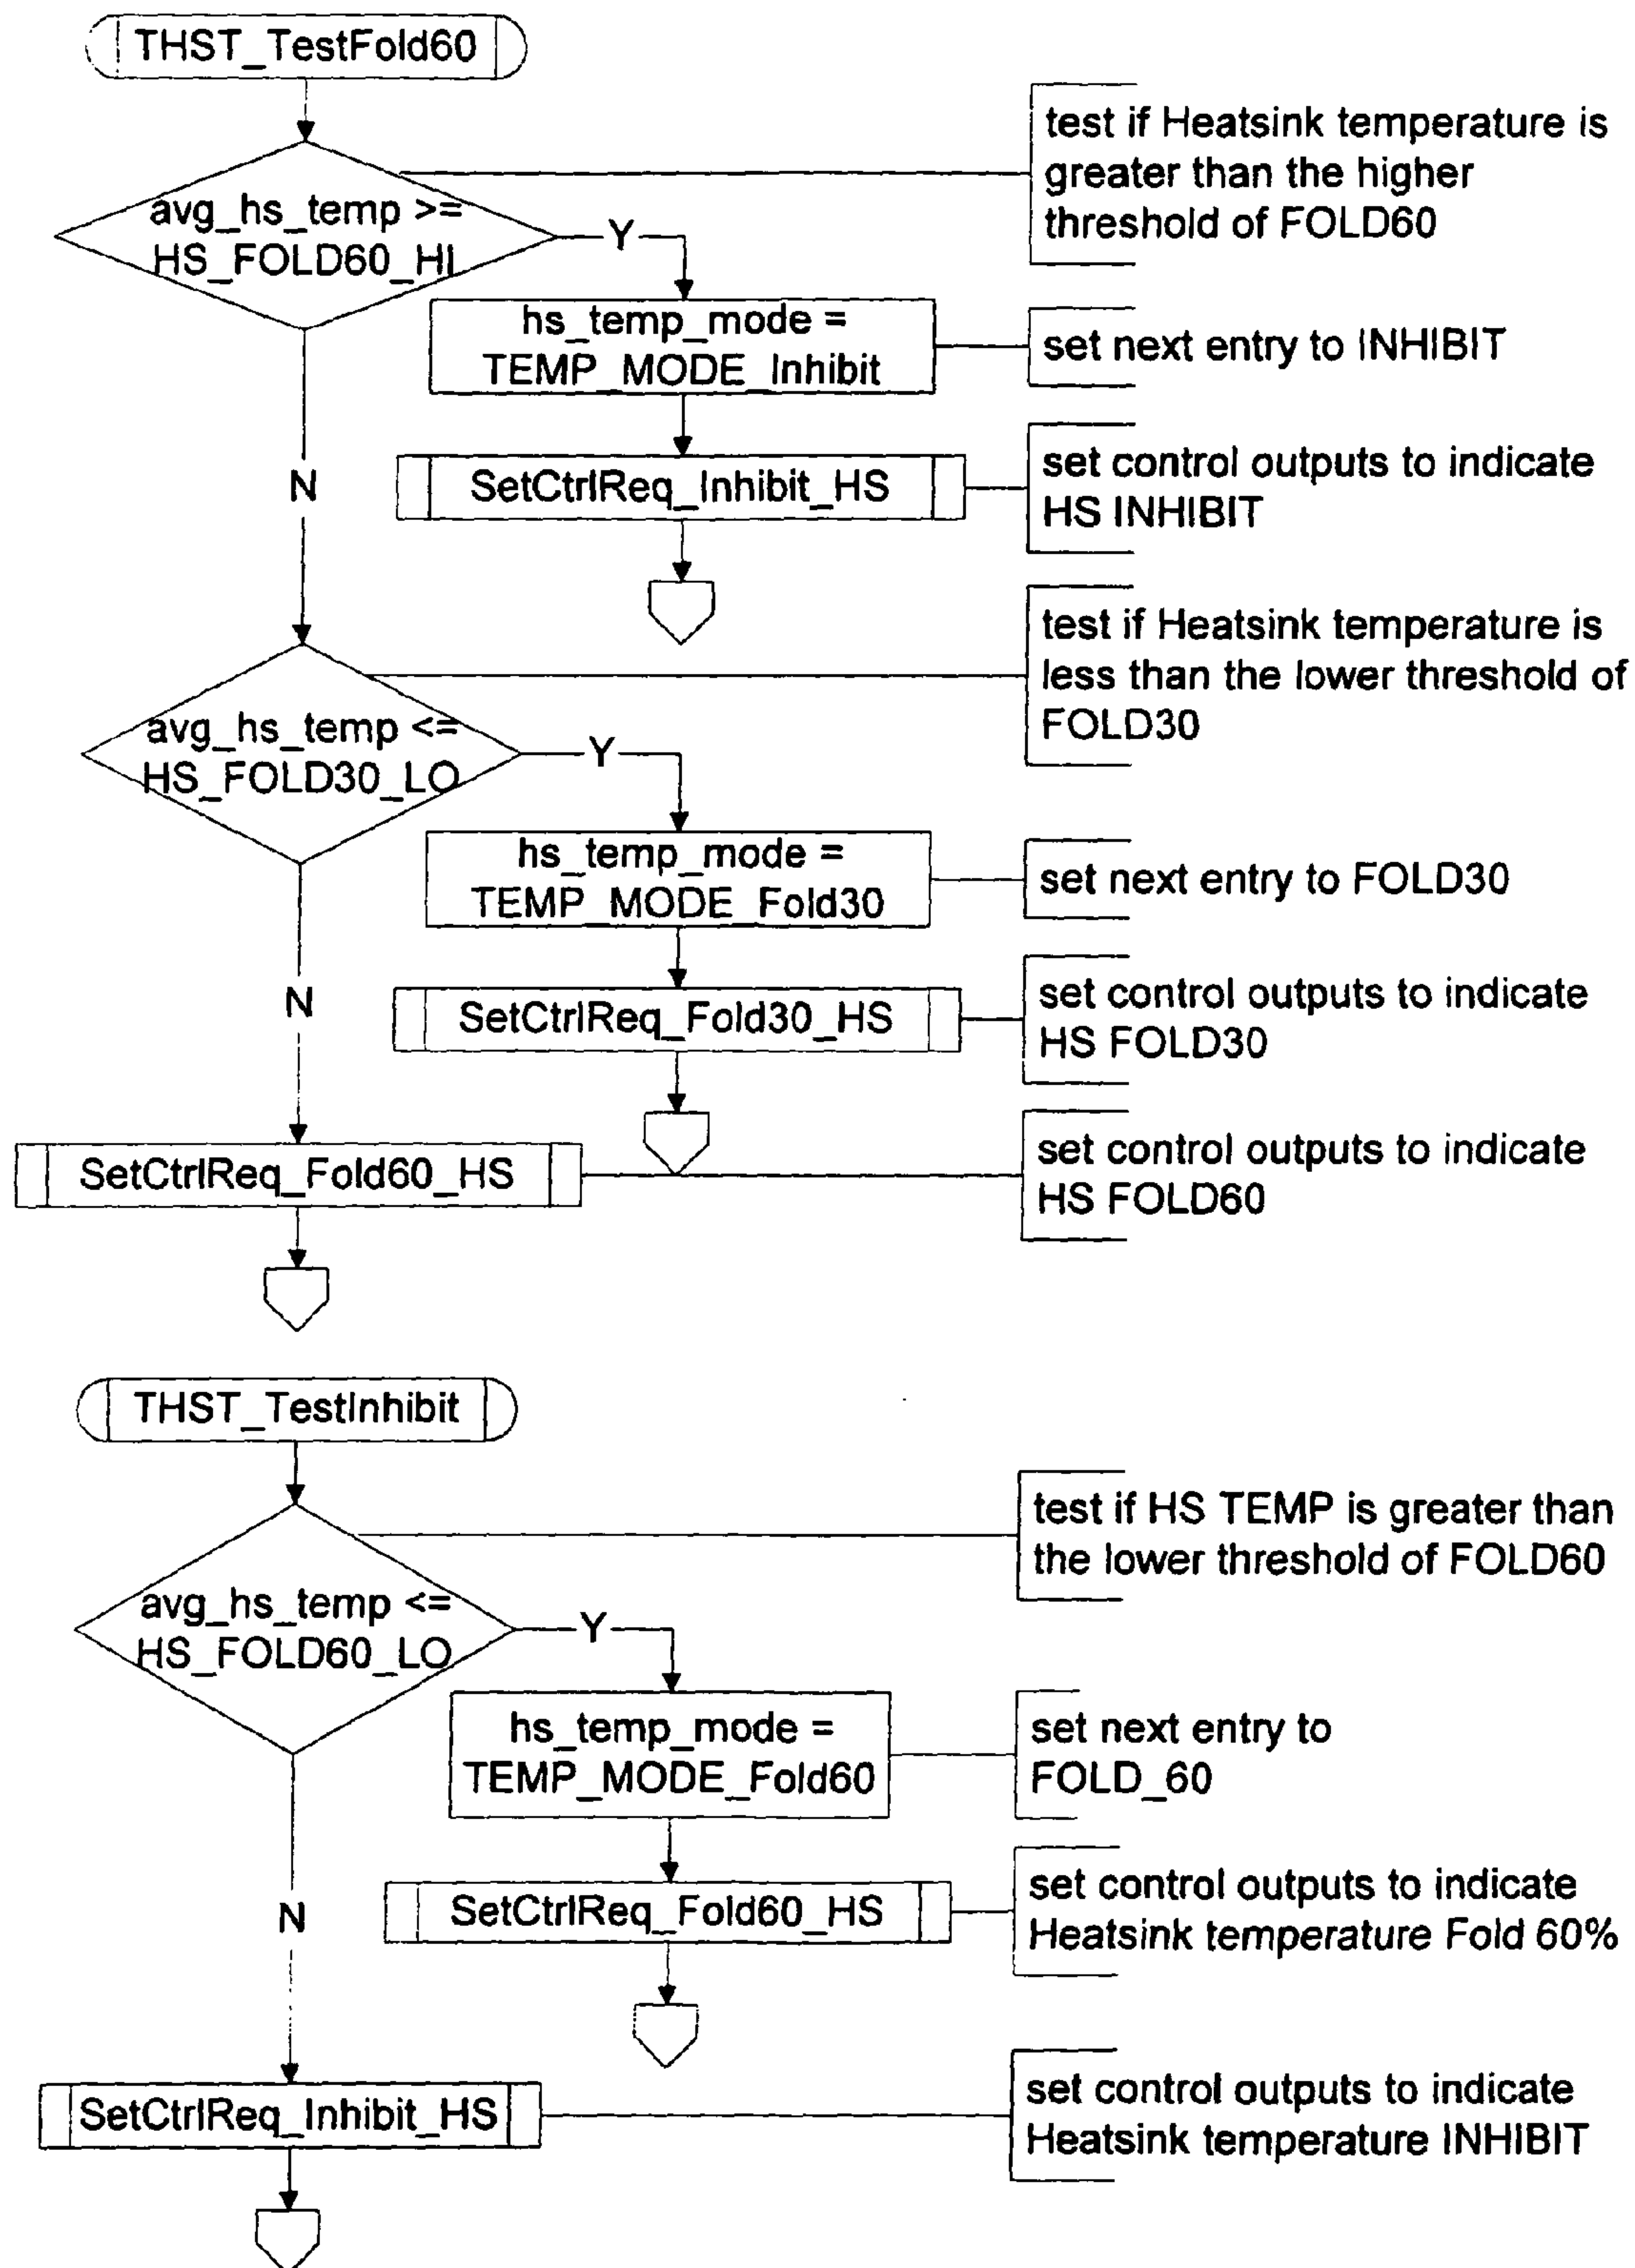 THST_TestFold60
test if Heatsink temperature is
greater than the higher
threshold of FOLD60
avg_hs_temp >=
HS_FOLD60_HI
Y
hs_temp_mode =
TEMP_MODE_Inhibit
set next entry to INHIBIT
N
SetCtrlReq_Inhibit_HS
set control outputs to indicate
HS INHIBIT
test if Heatsink temperature is
less than the lower threshold of
FOLD30
avg_hs_temp <=
HS_FOLD30_LO
Y
hs_temp_mode =
TEMP_MODE_Fold30
set next entry to FOLD30
N
SetCtrlReq_Fold30_HS
set control outputs to indicate
HS FOLD30
SetCtrlReq_Fold60_HS
set control outputs to indicate
HS FOLD60
THST_TestInhibit
test if HS TEMP is greater than
the lower threshold of FOLD60
avg_hs_temp <=
HS_FOLD60_LO
Y
hs_temp_mode =
TEMP_MODE_Fold60
set next entry to
FOLD_60
N
SetCtrlReq_Fold60_HS
set control outputs to indicate
Heatsink temperature Fold 60%
SetCtrlReq_Inhibit_HS
set control outputs to indicate
Heatsink temperature INHIBIT